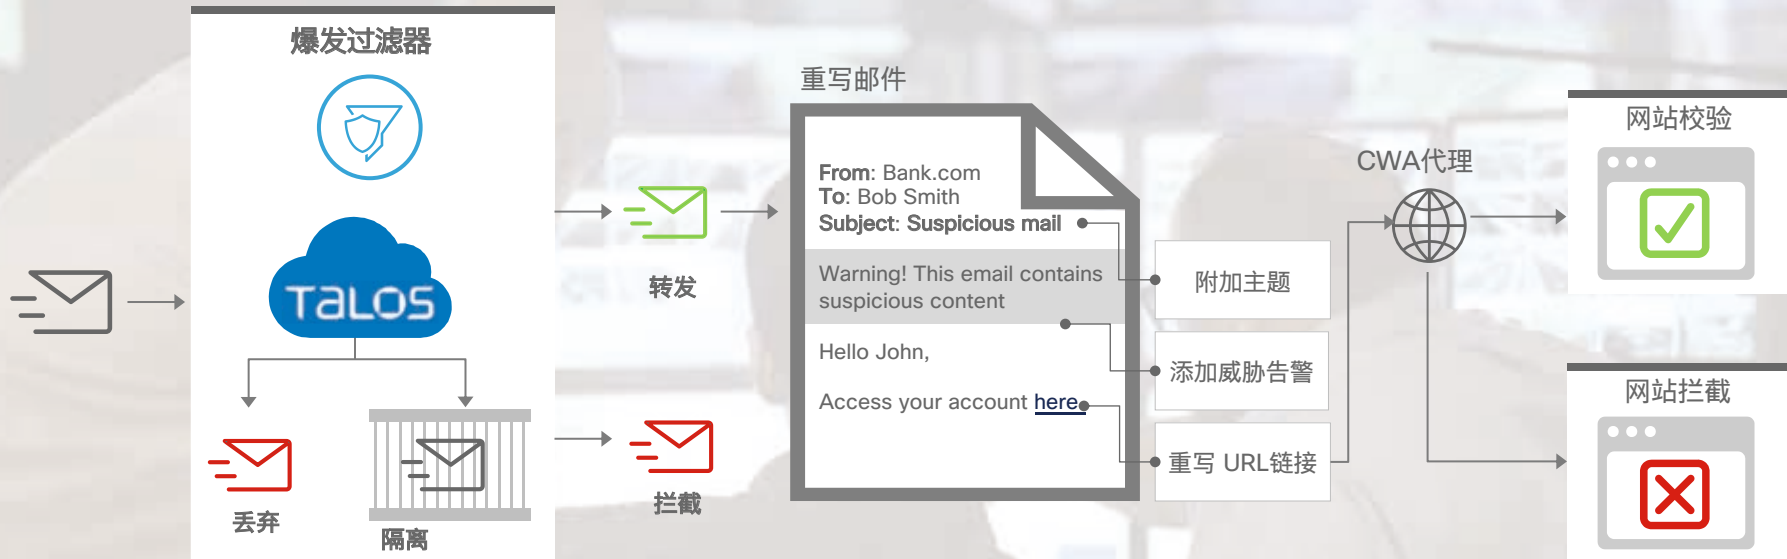 爆发过滤器
TALOS
丢弃
隔离
转发
拦截
重写邮件
From: Bank.com
To: Bob Smith
Subject: Suspicious mail
Warning! This email contains
suspicious content
Hello John,
Access your account here
附加主题
添加威胁告警
重写 URL链接
CWA代理
网站校验
网站拦截